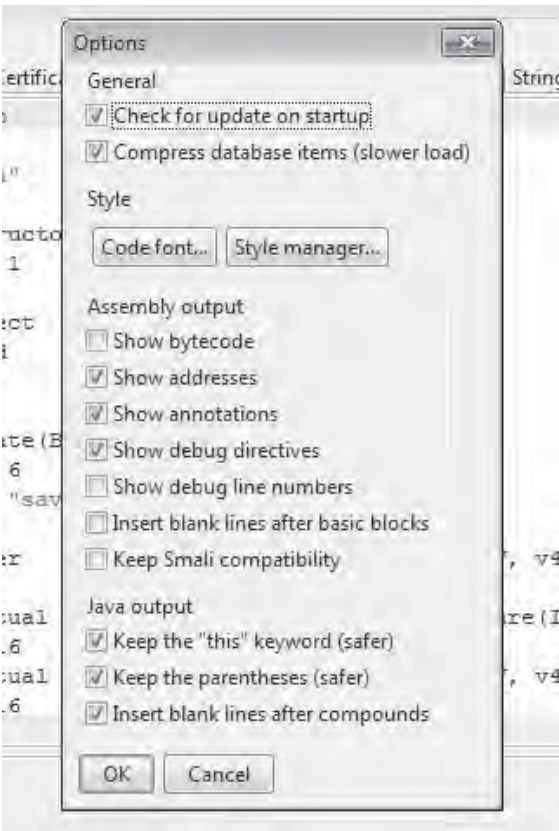 Options
General
Check for update on startup
Compress database items (slower load)
Style
Code font... Style manager...
Assembly output
Show bytecode
Show addresses
Show annotations
Show debug directives
Show debug line numbers
Insert blank lines after basic blocks
Keep Smali compatibility
Java output
Keep the "this" keyword (safer)
Keep the parentheses (safer)
Insert blank lines after compounds
OK Cancel